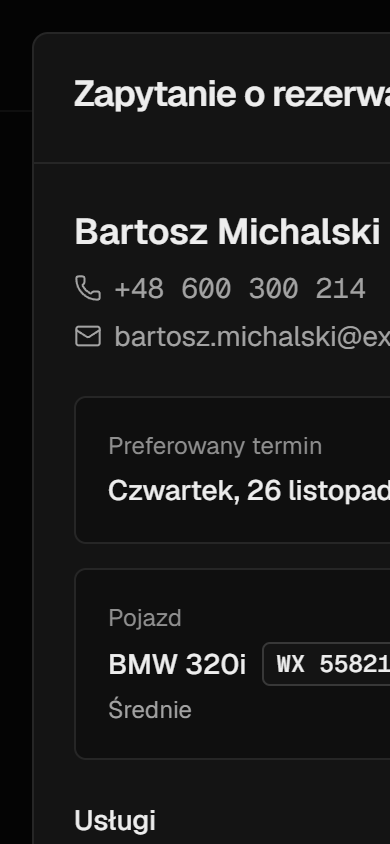 Zapytanie o rezerwa
Bartosz Michalski
+48 600 300 214
bartosz.michalski@ex
Preferowany termin
Czwartek, 26 listopad
Pojazd
BMW 320i WX 55821
Średnie
Usługi